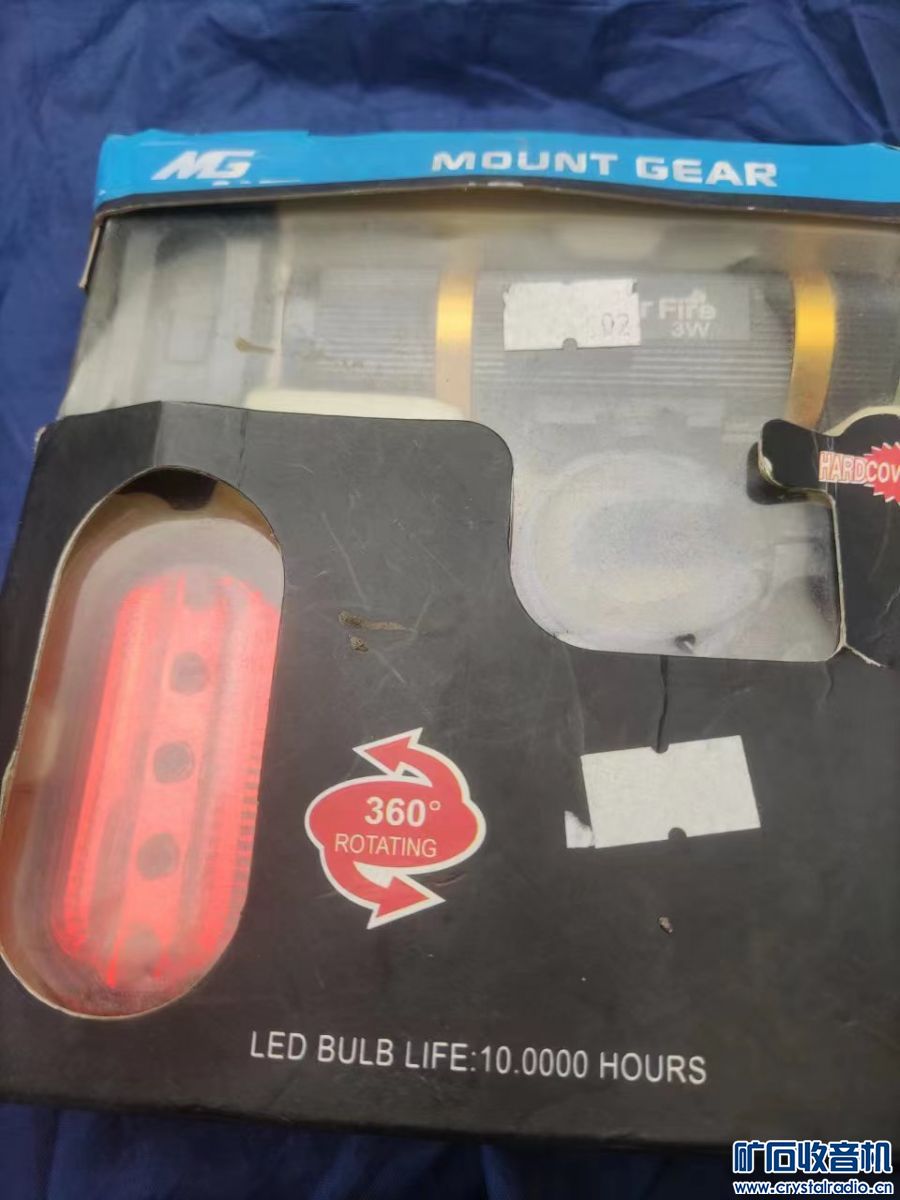 MG
MOUNT GEAR
r Fire
.02
3W
HARDCOV
360°
ROTATING
LED BULB LIFE:10.0000 HOURS
矿石收音机
www.crystalradio.cn